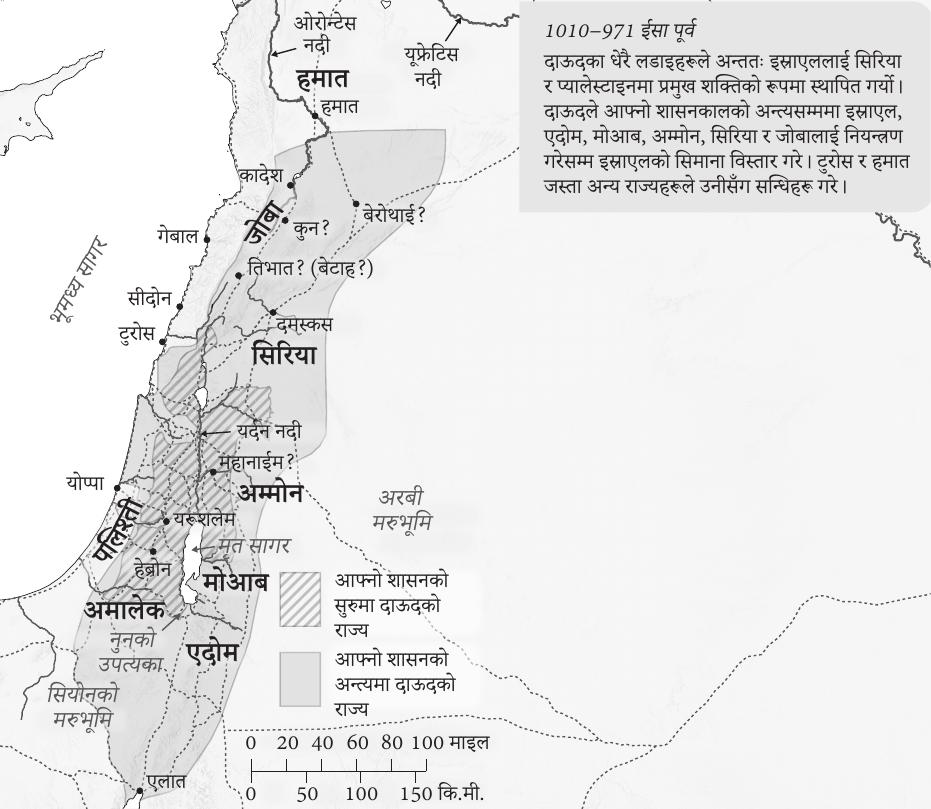 ओरोन्टेस
नदी
यूफ्रेटिस
नदी
1010–971 ईसा पूर्व
दाऊदका धेरै लडाइहरूले अन्ततः इस्राएललाई सिरिया
र प्यालेस्टाइनमा प्रमुख शक्तिको रूपमा स्थापित गर्यो।
दाऊदले आफ्नो शासनकालको अन्त्यसम्ममा इस्राएल,
एदोम, मोआब, अम्मोन, सिरिया र जोबालाई नियन्त्रण
गरेसम्म इस्राएलको सिमाना विस्तार गरे। टुरोस र हमात
जस्ता अन्य राज्यहरूले उनीसँग सन्धिहरू गरे।
हमात
हमात
कादेश
जोबा
बेरोथाई?
कुन?
गेबाल
भूमध्य सागर
तिभात? (बेटाह?)
सीदोन
दमस्कस
टुरोस
सिरिया
यर्दन नदी
महानाईम?
योप्पा
अम्मोन
अरबी
मरुभूमि
पलिश्ती
यरूशलेम
मृत सागर
हेब्रोन
मोआब
अमालेक
नुनको
उपत्यका
एदोम
सियोनको
मरुभूमि
एलात
आफ्नो शासनको
सुरुमा दाऊदको
राज्य
आफ्नो शासनको
अन्त्यमा दाऊदको
राज्य
0 20 40 60 80 100 माइल
0 50 100 150 कि.मी.